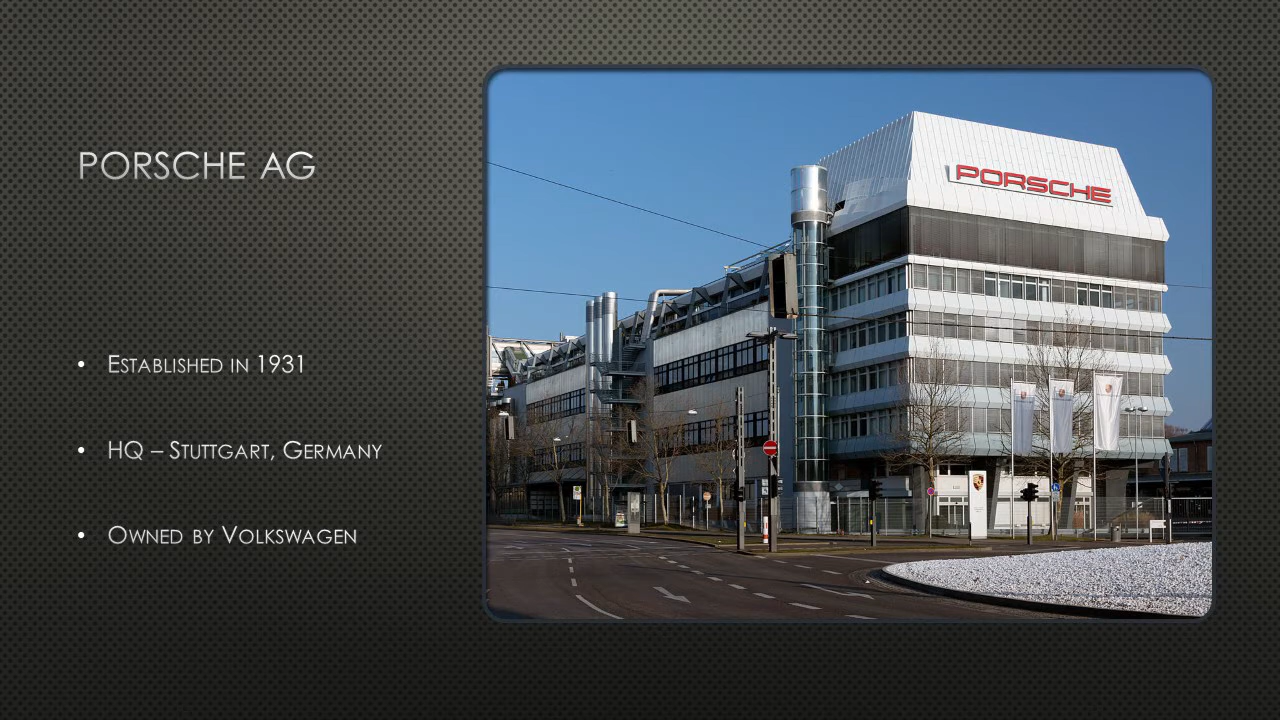 PORSCHE AG
• ESTABLISHED IN 1931
• HQ – STUTTGART, GERMANY
• OWNED BY VOLKSWAGEN
PORSCHE